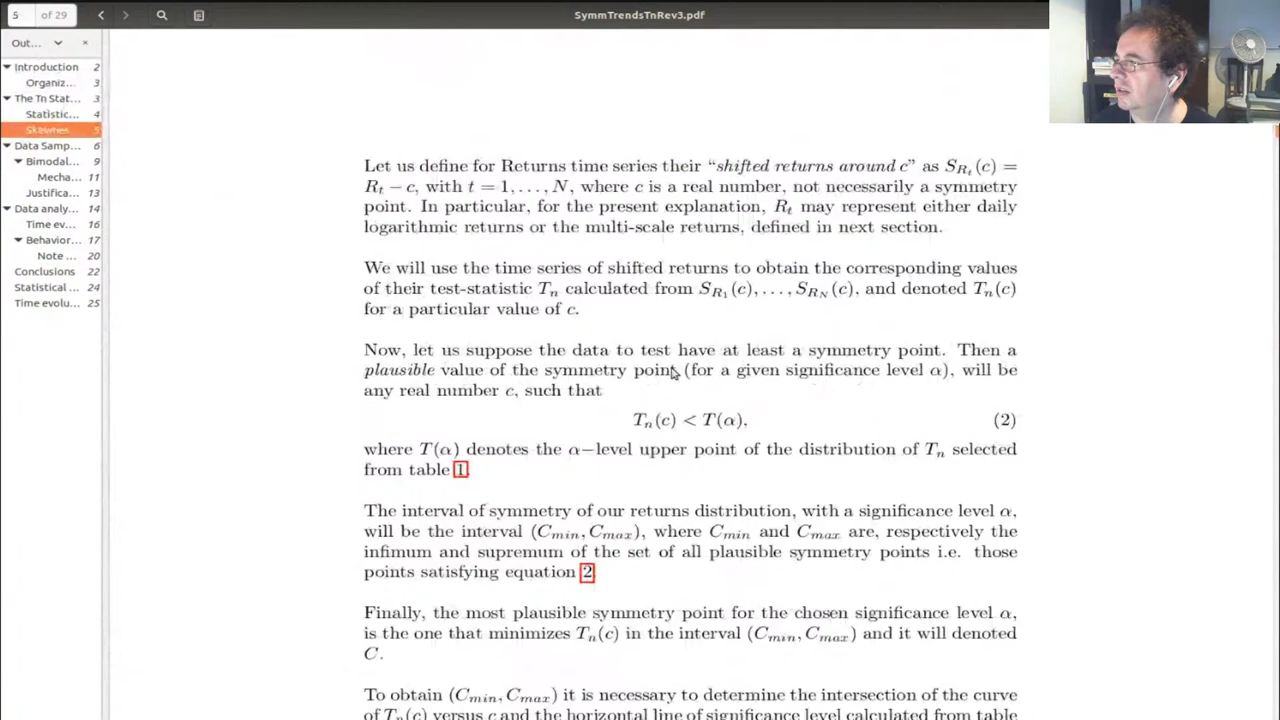 5
of 29
SymmTrendsTnRev3.pdf
Out...
Introduction 2
Organiz... 3
The Tn Stat... 3
Statistic... 4
Skewnes 5
Data Samp... 6
Bimodal... 9
Mecha... 11
Justifica... 13
Data analy... 14
Time ev... 16
Behavior... 17
Note ... 20
Conclusions 22
Statistical ... 24
Time evolu... 25
Let us define for Returns time series their “shifted returns around c” as S_{R_t}(c) =
R_t − c, with t = 1, . . . , N, where c is a real number, not necessarily a symmetry
point. In particular, for the present explanation, R_t may represent either daily
logarithmic returns or the multi-scale returns, defined in next section.
We will use the time series of shifted returns to obtain the corresponding values
of their test-statistic T_n calculated from S_{R_1}(c), . . . , S_{R_N}(c), and denoted T_n(c)
for a particular value of c.
Now, let us suppose the data to test have at least a symmetry point. Then a
plausible value of the symmetry point (for a given significance level α), will be
any real number c, such that
T_n(c) < T(α), (2)
where T(α) denotes the α−level upper point of the distribution of T_n selected
from table 1.
The interval of symmetry of our returns distribution, with a significance level α,
will be the interval (C_{min}, C_{max}), where C_{min} and C_{max} are, respectively the
infimum and supremum of the set of all plausible symmetry points i.e. those
points satisfying equation 2
Finally, the most plausible symmetry point for the chosen significance level α,
is the one that minimizes T_n(c) in the interval (C_{min}, C_{max}) and it will denoted
C.
To obtain (C_{min}, C_{max}) it is necessary to determine the intersection of the curve
of T_n(c) versus c and the horizontal line of significance level calculated from table